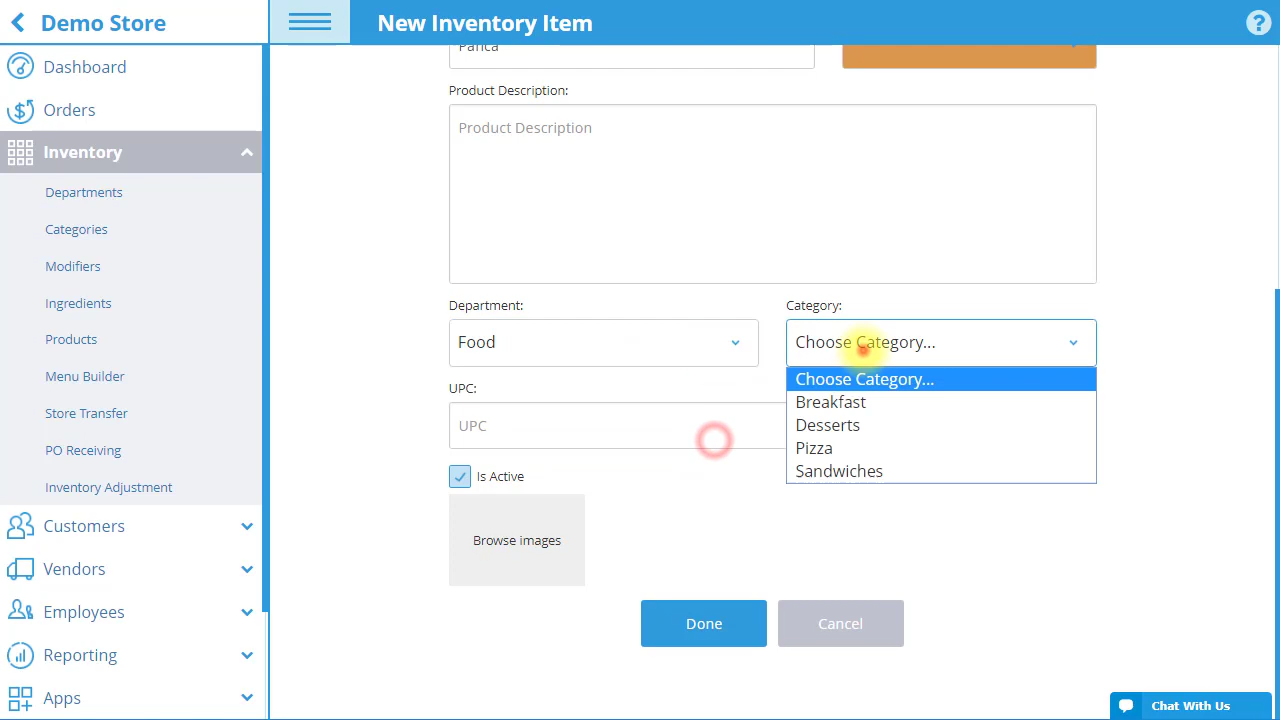 Demo Store
New Inventory Item
Dashboard
Orders
Inventory
Departments
Categories
Modifiers
Ingredients
Products
Menu Builder
Store Transfer
PO Receiving
Inventory Adjustment
Customers
Vendors
Employees
Reporting
Apps
Product Description:
Product Description
Department:
Category:
Food
Choose Category...
Choose Category...
Breakfast
Desserts
Pizza
Sandwiches
UPC:
UPC
Is Active
Browse images
Done
Cancel
Chat With Us